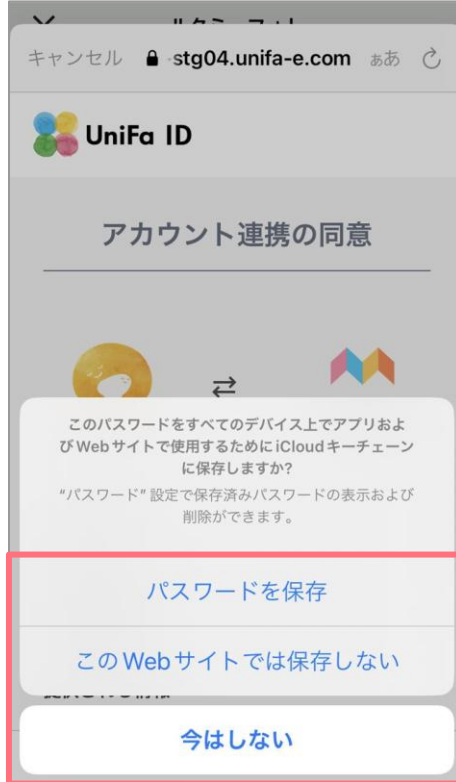 キャンセル stg04.unifa-e.com ぁあ
UniFa ID
アカウント連携の同意
このパスワードをすべてのデバイス上でアプリおよ
びWebサイトで使用するためにiCloudキーチェーン
に保存しますか?
“パスワード” 設定で保存済みパスワードの表示および
削除ができます。
パスワードを保存
このWebサイトでは保存しない
今はしない